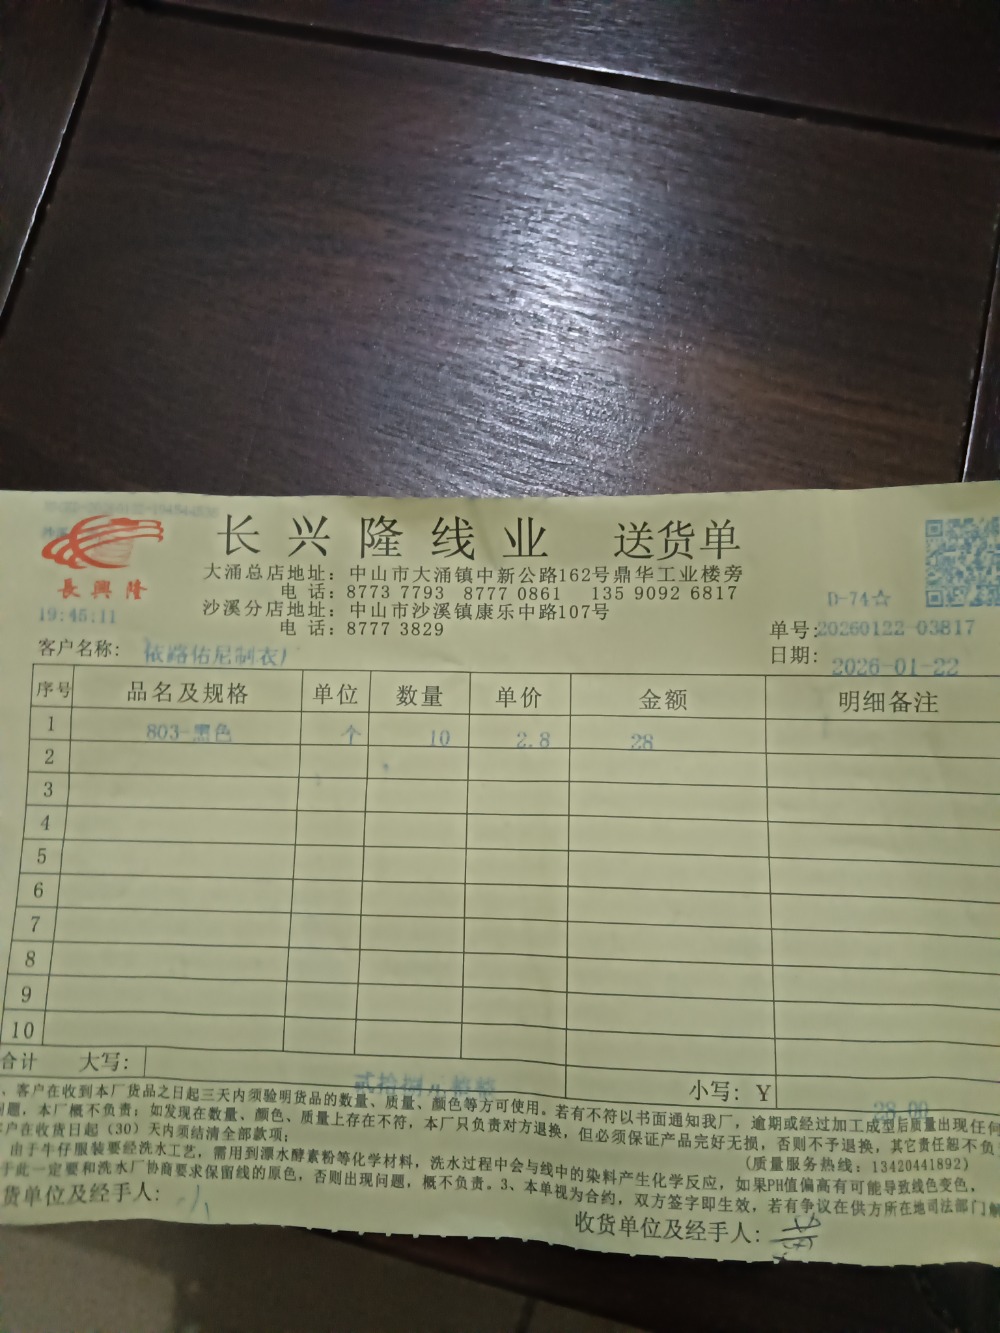 长兴隆线业 送货单
長興隆
大涌总店地址：中山市大涌镇中新公路162号鼎华工业楼旁
电 话：8773 7793 8777 0861 135 9092 6817
沙溪分店地址：中山市沙溪镇康乐中路107号
电 话：8777 3829
19:45:11
D-74☆
单号：20260122-03817
日期：2026-01-22
客户名称：依路佑尼制衣厂
序号 品名及规格 单位 数量 单价 金额 明细备注
1 803-黑色 个 10 2.8 28
2
3
4
5
6
7
8
9
10
合计 大写：贰拾捌元整 小写：Y 28.00
、客户在收到本厂货品之日起三天内须验明货品的数量、质量、颜色等方可使用。若有不符以书面通知我厂，逾期或经过加工成型后质量出现任何
问题，本厂概不负责；如发现在数量、颜色、质量上存在不符，本厂只负责对方退换，但必须保证产品完好无损，否则不予退换，其它责任恕不负
客户在收货日起（30）天内须结清全部款项；
(质量服务热线：13420441892)
由于牛仔服装要经洗水工艺，需用到漂水酵素粉等化学材料，洗水过程中会与线中的染料产生化学反应，如果PH值偏高有可能导致线色变色，
于此一定要和洗水厂协商要求保留线的原色，否则出现问题，概不负责。3、本单视为合约，双方签字即生效，若有争议在供方所在地司法部门解
货单位及经手人：
收货单位及经手人：黄